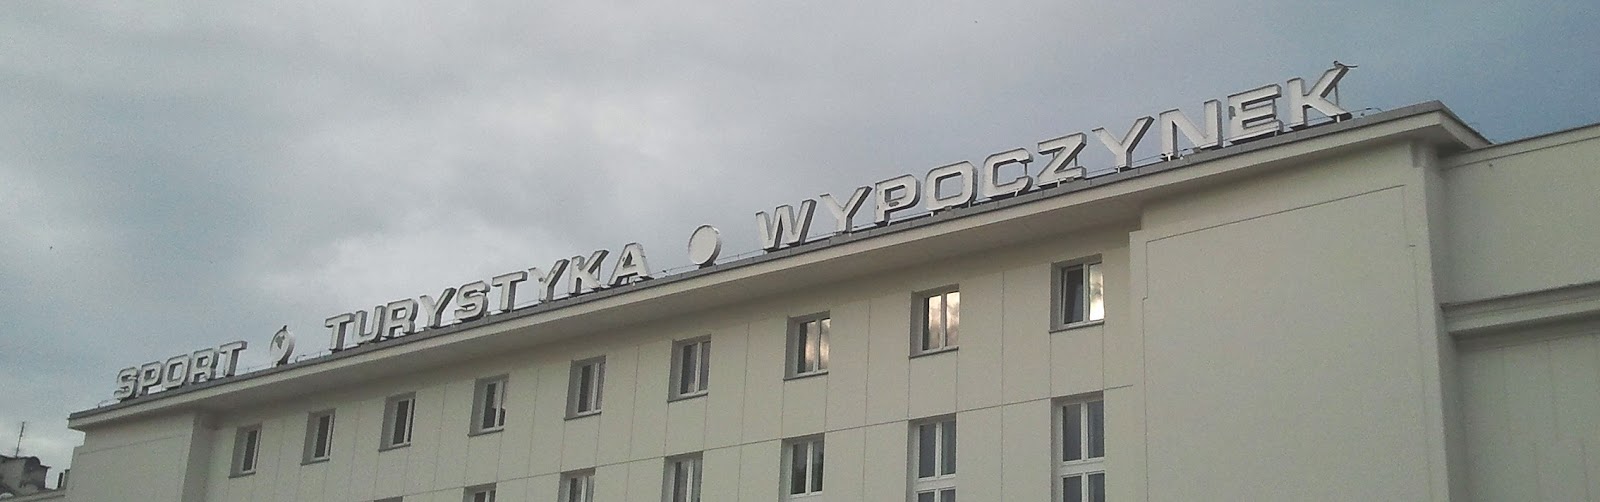 SPORT • TURYSTYKA • WYPOCZYNEK